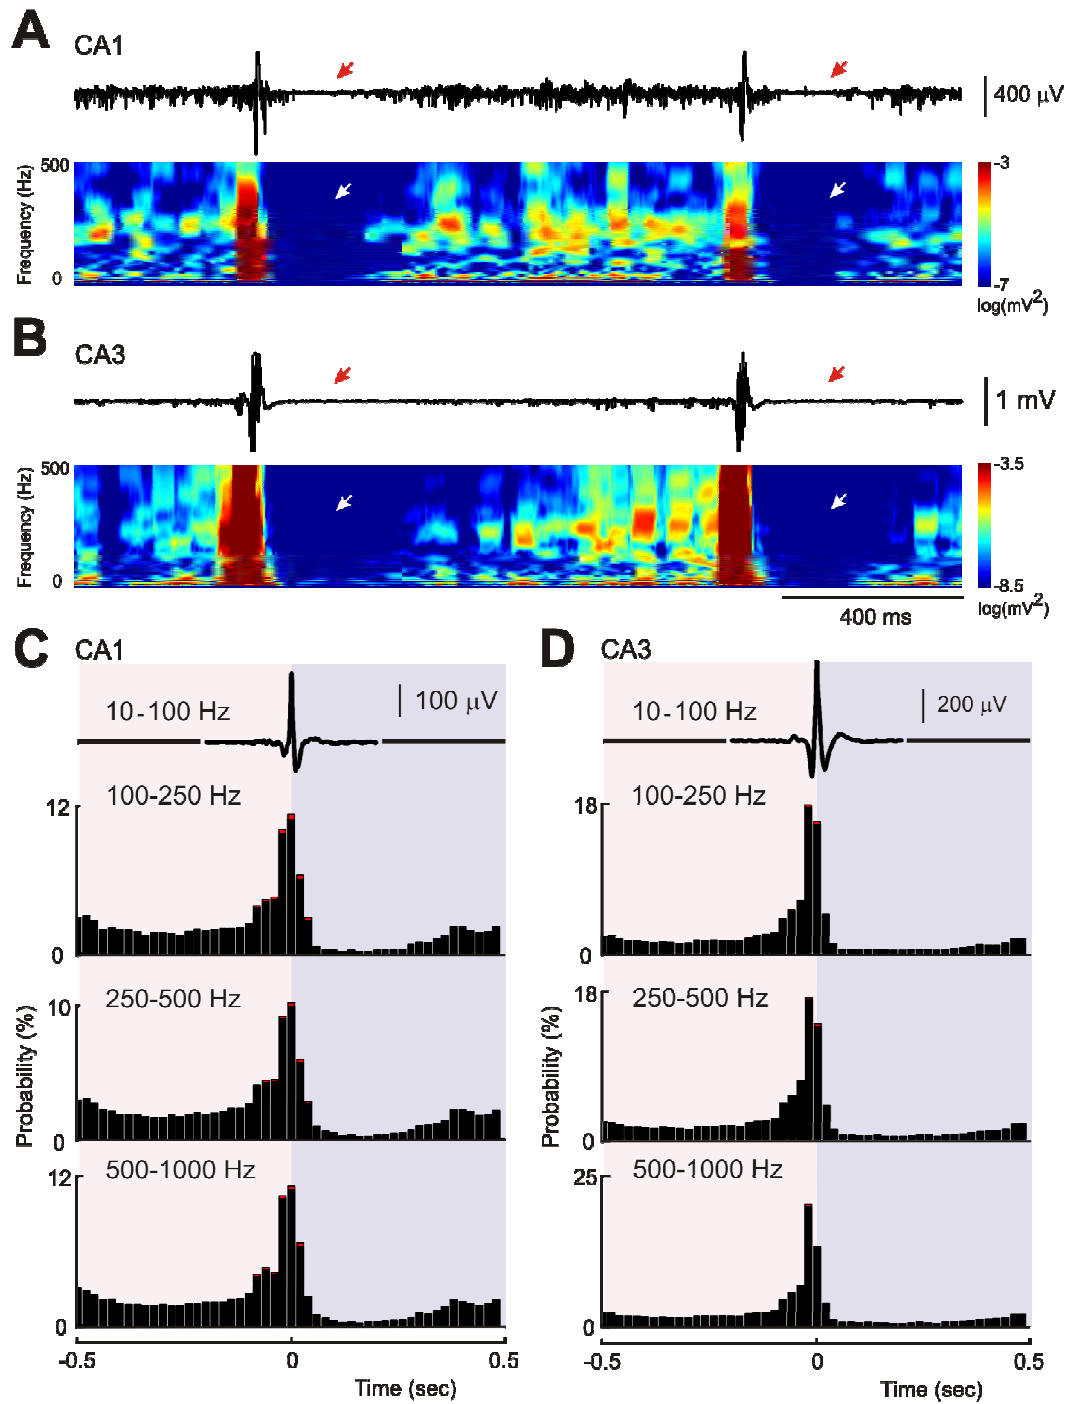 A
CA1
400 μV
Frequency (Hz)
500
0
-3
-7
log(mV²)
B
CA3
1 mV
Frequency (Hz)
500
0
-3.5
-8.5
log(mV²)
400 ms
C
CA1
10-100 Hz
100 μV
100-250 Hz
12
0
250-500 Hz
10
0
Probability (%)
500-1000 Hz
12
0
-0.5
0
0.5
Time (sec)
D
CA3
10-100 Hz
200 μV
100-250 Hz
18
0
250-500 Hz
18
0
Probability (%)
500-1000 Hz
25
0
-0.5
0
0.5
Time (sec)